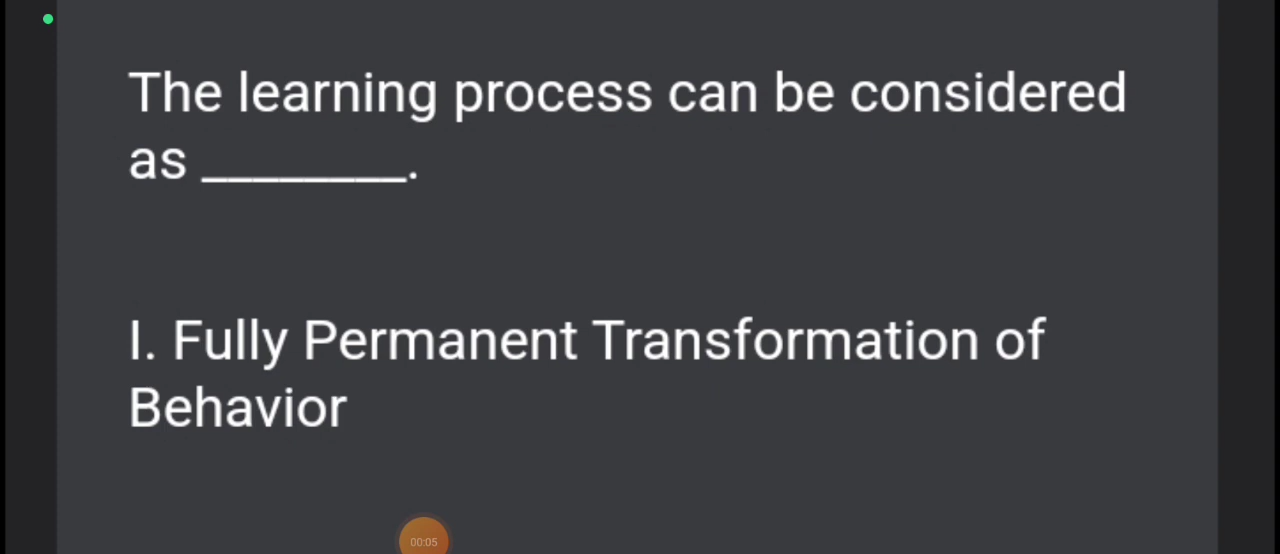 The learning process can be considered
as ________.
I. Fully Permanent Transformation of
Behavior
00:05